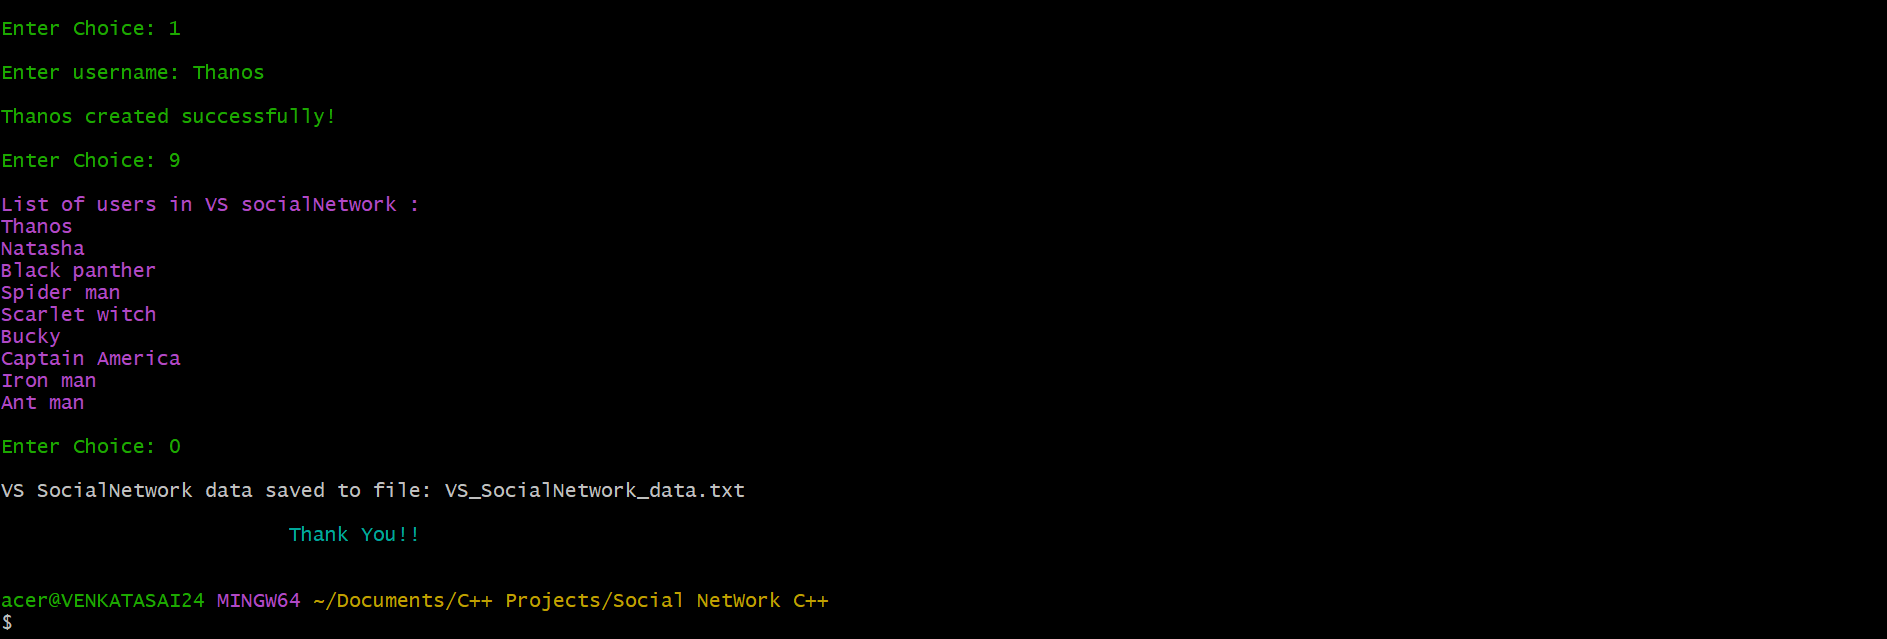 Enter Choice: 1
Enter username: Thanos
Thanos created successfully!
Enter Choice: 9
List of users in VS socialNetwork :
Thanos
Natasha
Black panther
Spider man
Scarlet witch
Bucky
Captain America
Iron man
Ant man
Enter Choice: 0
VS SocialNetwork data saved to file: VS_SocialNetwork_data.txt
Thank You!!
acer@VENKATASAI24 MINGW64 ~/Documents/C++ Projects/Social NetWork C++
$